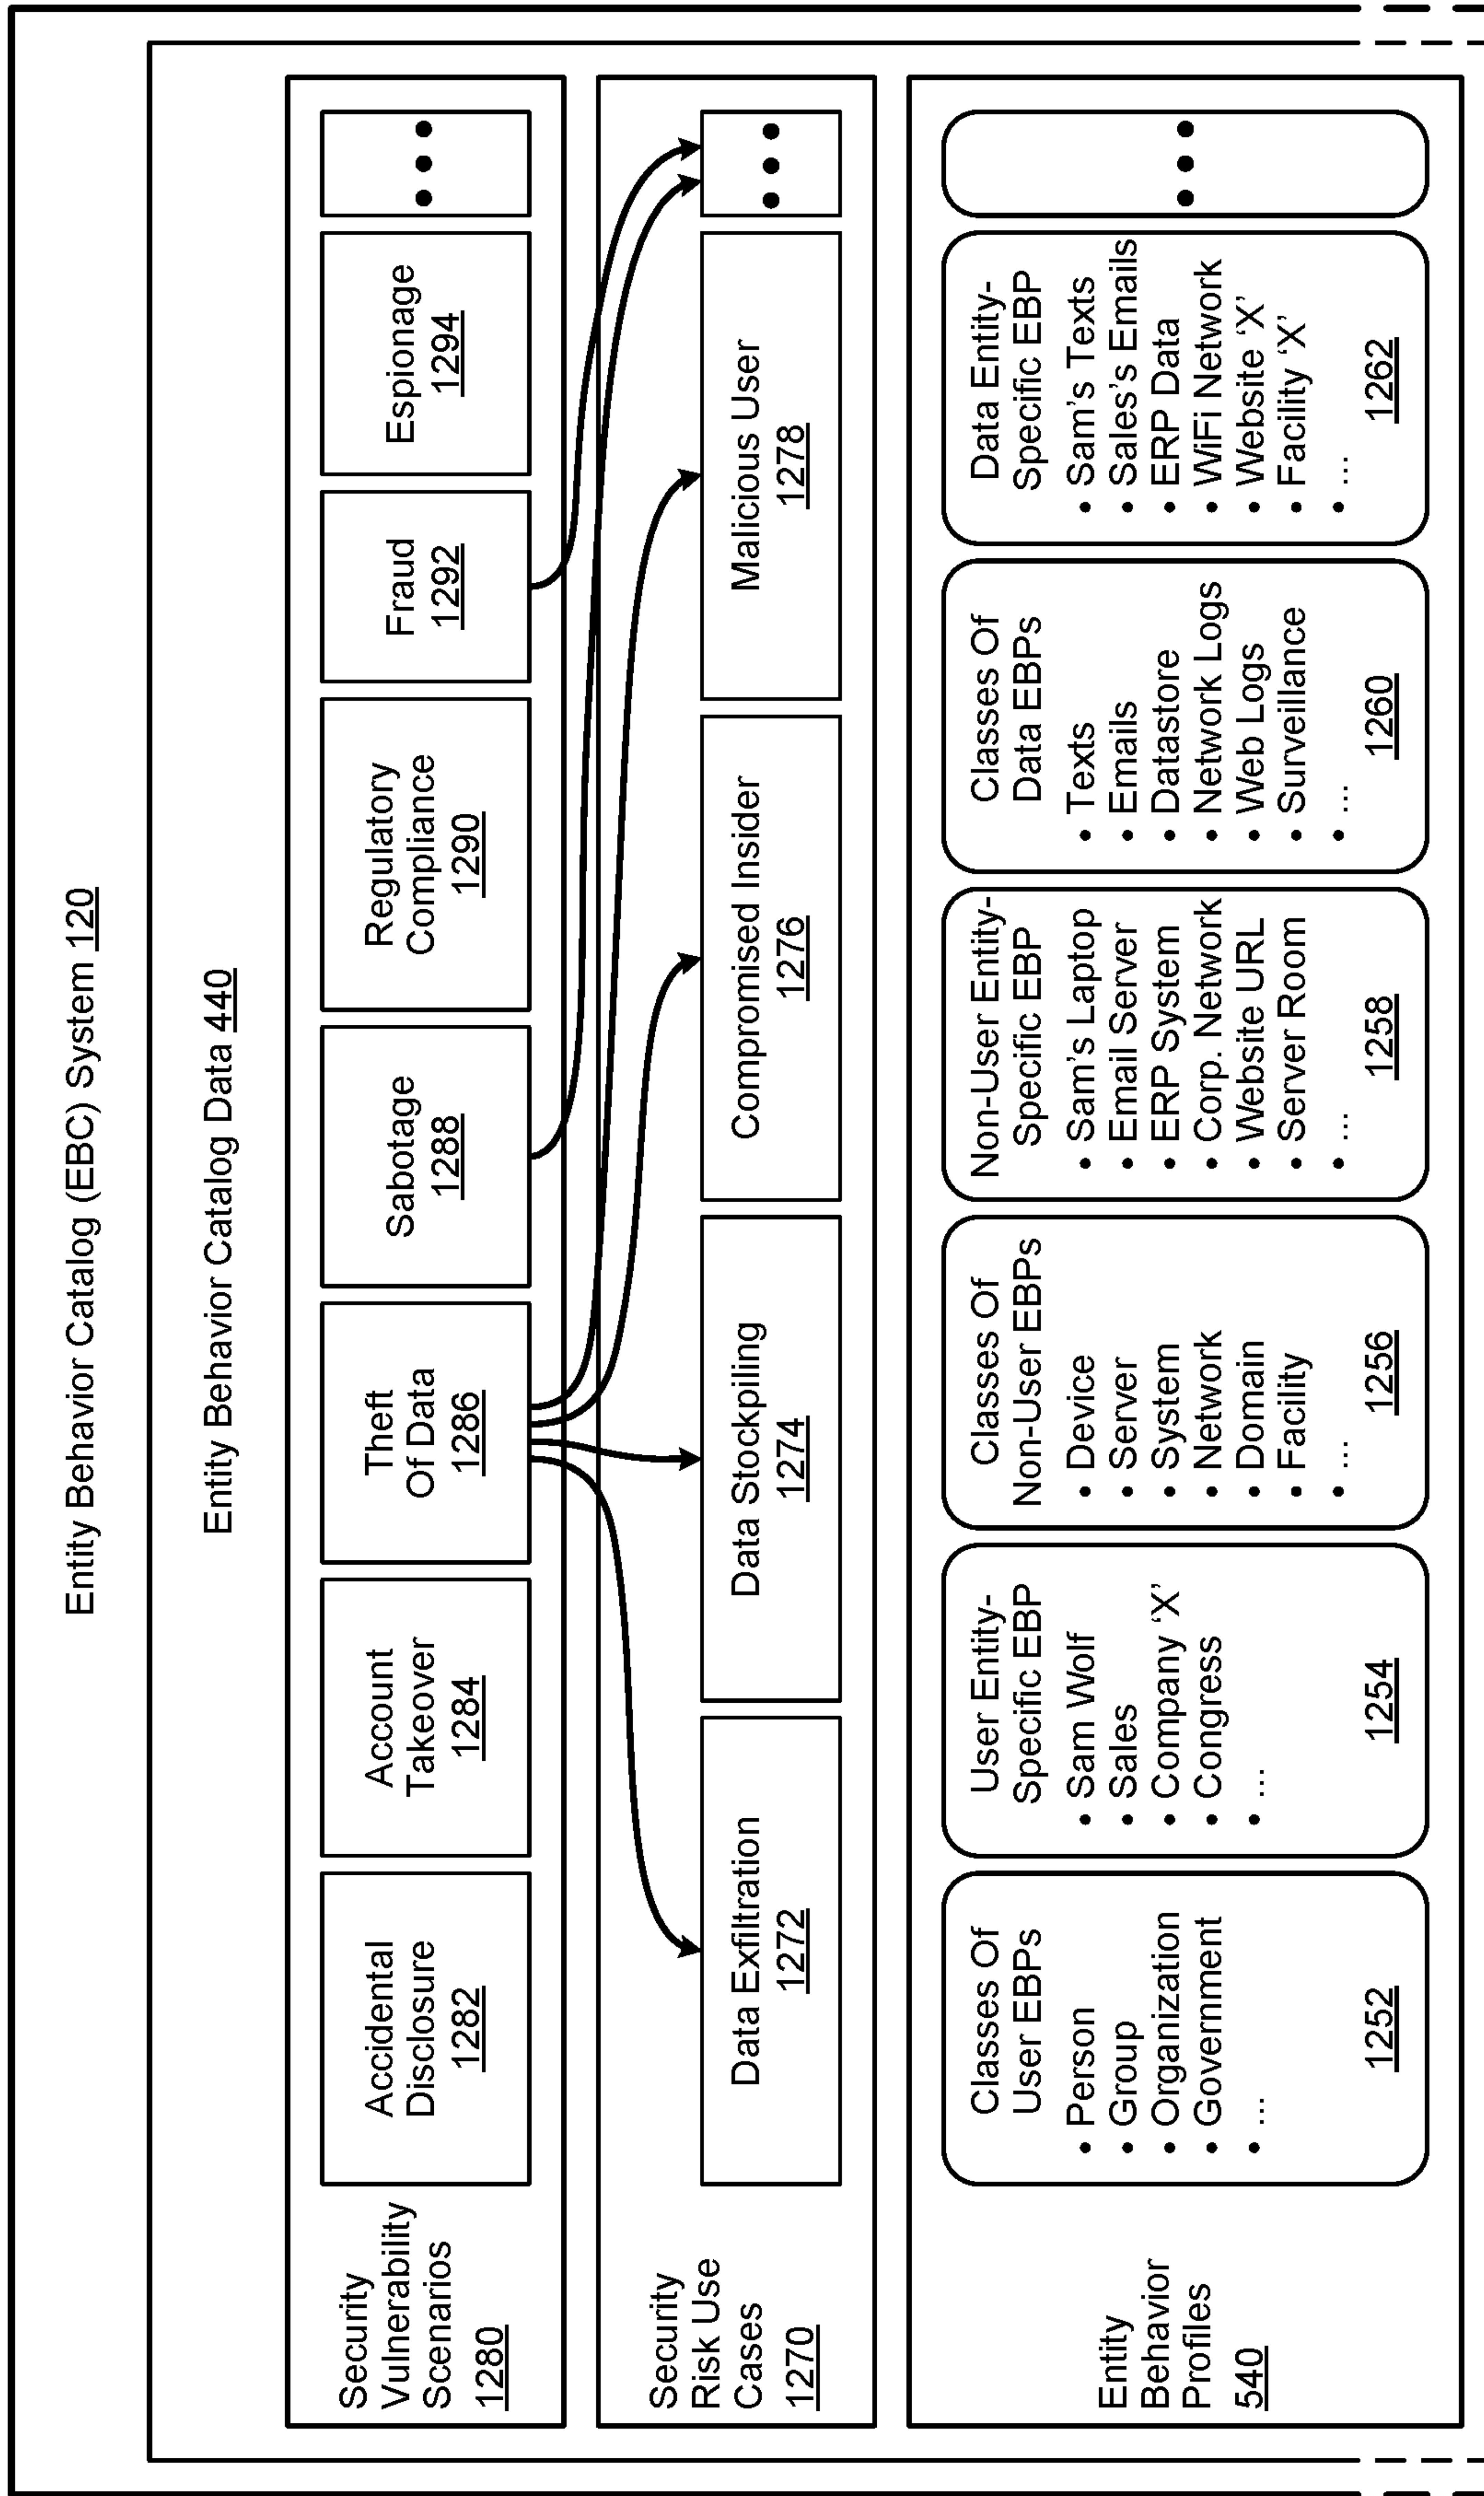 Entity Behavior Catalog (EBC) System 120
Entity Behavior Catalog Data 440
Security
Vulnerability
Scenarios
1280
Accidental
Disclosure
1282
Account
Takeover
1284
Theft
Of Data
1286
Sabotage
1288
Regulatory
Compliance
1290
Fraud
1292
Espionage
1294
• • •
Security
Risk Use
Cases
1270
Data Exfiltration
1272
Data Stockpiling
1274
Compromised Insider
1276
Malicious User
1278
• • •
Entity
Behavior
Profiles
540
Classes Of
User EBPs
• Person
• Group
• Organization
• Government
• ...
1252
User Entity-
Specific EBP
• Sam Wolf
• Sales
• Company ‘X’
• Congress
• ...
1254
Classes Of
Non-User EBPs
• Device
• Server
• System
• Network
• Domain
• Facility
• ...
1256
Non-User Entity-
Specific EBP
• Sam’s Laptop
• Email Server
• ERP System
• Corp. Network
• Website URL
• Server Room
• ...
1258
Classes Of
Data EBPs
• Texts
• Emails
• Datastore
• Network Logs
• Web Logs
• Surveillance
• ...
1260
Data Entity-
Specific EBP
• Sam’s Texts
• Sales’s Emails
• ERP Data
• WiFi Network
• Website ‘X’
• Facility ‘X’
• ...
1262
• • •